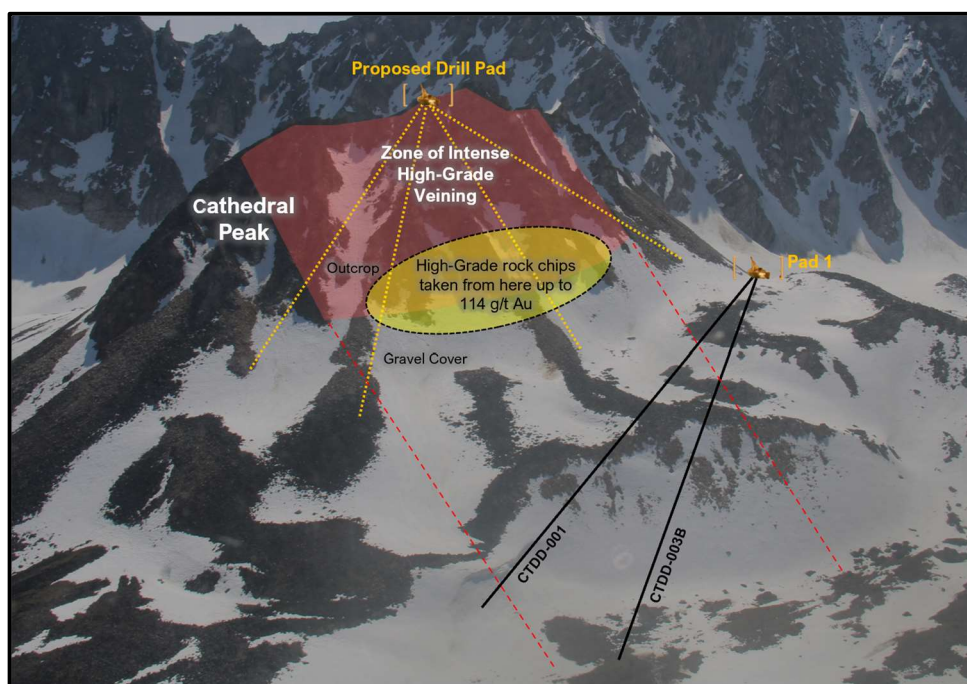 Proposed Drill Pad
Zone of Intense
High-Grade
Veining
Cathedral
Peak
Pad 1
Outcrop
High-Grade rock chips
taken from here up to
114 g/t Au
Gravel Cover
CTDD-001
CTDD-003B